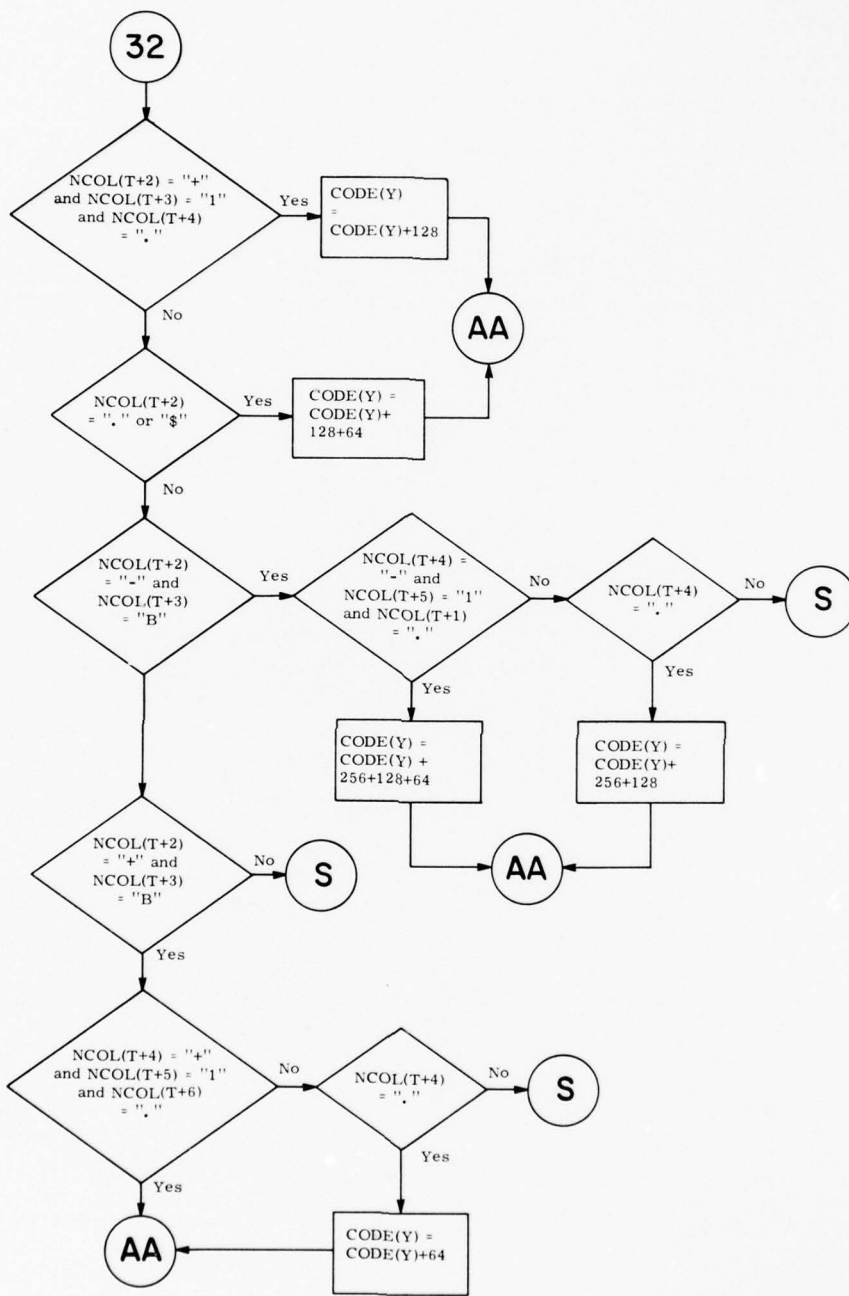 32
NCOL(T+2) = "+"
and NCOL(T+3) = "1"
and NCOL(T+4)
= "."
Yes
CODE(Y)
=
CODE(Y)+128
AA
No
NCOL(T+2)
= "." or "$"
Yes
CODE(Y) =
CODE(Y)+
128+64
No
NCOL(T+2)
= "-" and
NCOL(T+3)
= "B"
Yes
NCOL(T+4) =
"-" and
NCOL(T+5) = "1"
and NCOL(T+1)
= "."
No
NCOL(T+4)
= "."
No
S
Yes
CODE(Y) =
CODE(Y) +
256+128+64
Yes
CODE(Y) =
CODE(Y)+
256+128
AA
NCOL(T+2)
= "+" and
NCOL(T+3)
= "B"
No
S
Yes
NCOL(T+4) = "+"
and NCOL(T+5) = "1"
and NCOL(T+6)
= "."
No
NCOL(T+4)
= "."
No
S
Yes
Yes
AA
CODE(Y) =
CODE(Y)+64